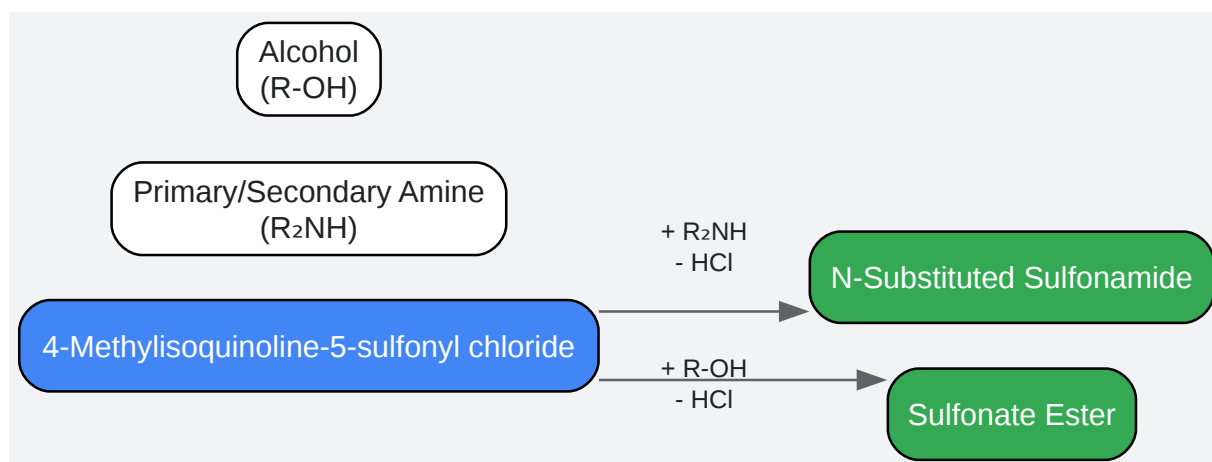 Alcohol
(R-OH)
Primary/Secondary Amine
(R₂NH)
+ R₂NH
- HCl
N-Substituted Sulfonamide
4-Methylisoquinoline-5-sulfonyl chloride
+ R-OH
- HCl
Sulfonate Ester